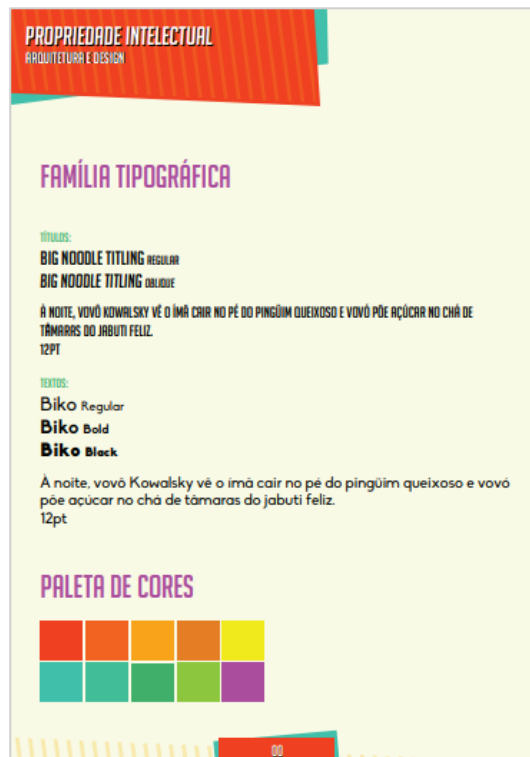 PROPRIEDADE INTELECTUAL
ARQUITETURA E DESIGN
FAMÍLIA TIPOGRÁFICA
TÍTULOS:
BIG NOODLE TITLING REGULAR
BIG NOODLE TITLING OBLIQUE
À NOITE, VOVÔ KOWALSKY VÊ O ÍMÃ CAIR NO PÉ DO PINGÜIM QUEIXOSO E VOVÓ PÕE AÇÚCAR NO CHÁ DE
TÂMARAS DO JABUTI FELIZ.
12PT
TEXTOS:
Biko Regular
Biko Bold
Biko Black
À noite, vovô Kowalsky vê o ímã cair no pé do pingüim queixoso e vovó
põe açúcar no chá de tâmaras do jabuti feliz.
12pt
PALETA DE CORES